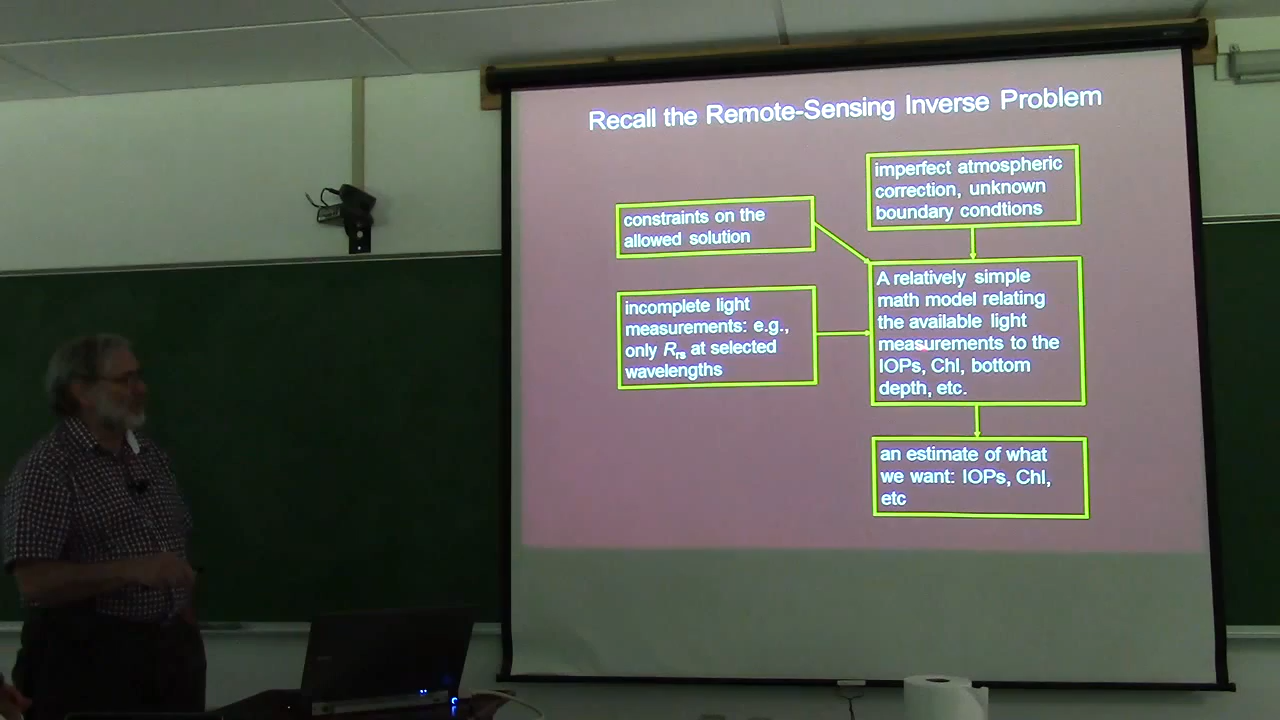 Recall the Remote-Sensing Inverse Problem
imperfect atmospheric
correction, unknown
boundary condtions
constraints on the
allowed solution
incomplete light
measurements: e.g.,
only Rrs at selected
wavelengths
A relatively simple
math model relating
the available light
measurements to the
IOPs, Chl, bottom
depth, etc.
an estimate of what
we want: IOPs, Chl,
etc